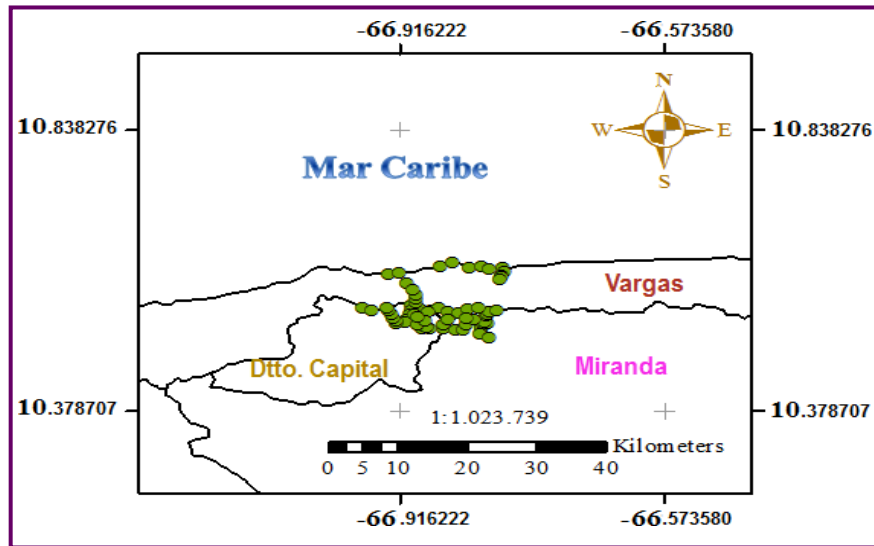 -66.916222 -66.573580
N
W E
S
10.838276 10.838276
Mar Caribe
Vargas
Dtto. Capital Miranda
10.378707 10.378707
1:1.023.739
Kilometers
0 5 10 20 30 40
-66.916222 -66.573580